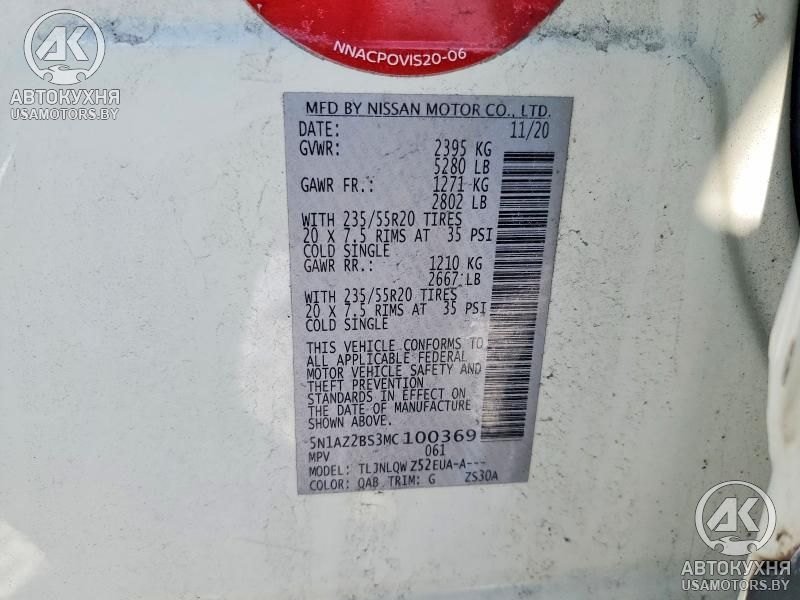 NNACPOVIS20-06
АК
АВТОКУХНЯ
USAMOTORS.BY
MFD BY NISSAN MOTOR CO., LTD.
DATE: 11/20
GVWR: 2395 KG
5280 LB
GAWR FR.: 1271 KG
2802 LB
WITH 235/55R20 TIRES
20 X 7.5 RIMS AT 35 PSI
COLD SINGLE
GAWR RR.: 1210 KG
2667 LB
WITH 235/55R20 TIRES
20 X 7.5 RIMS AT 35 PSI
COLD SINGLE
THIS VEHICLE CONFORMS TO
ALL APPLICABLE FEDERAL
MOTOR VEHICLE SAFETY AND
THEFT PREVENTION
STANDARDS IN EFFECT ON
THE DATE OF MANUFACTURE
SHOWN ABOVE.
5N1AZ2BS3MC100369
MPV 061
MODEL: TLJNLQW Z52EUA-A---
COLOR: QAB TRIM: G ZS30A
АК
АВТОКУХНЯ
USAMOTORS.BY